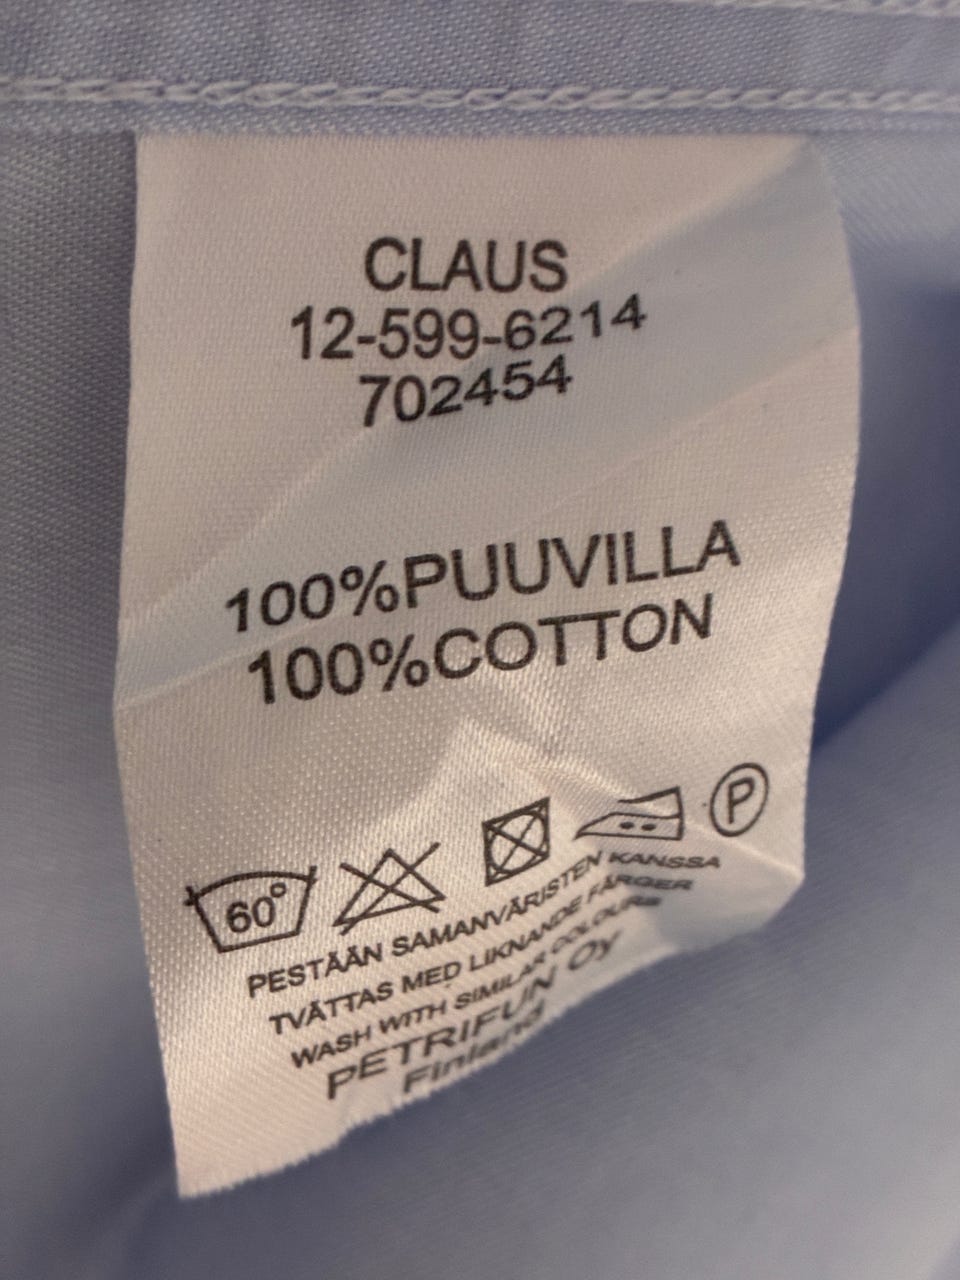 CLAUS
12-599-6214
702454
100%PUUVILLA
100%COTTON
60° P
PESTÄÄN SAMANVÄRISTEN KANSSA
TVÄTTAS MED LIKNANDE FÄRGER
WASH WITH SIMILAR COLOURS
PETRIFUN Oy
Finland